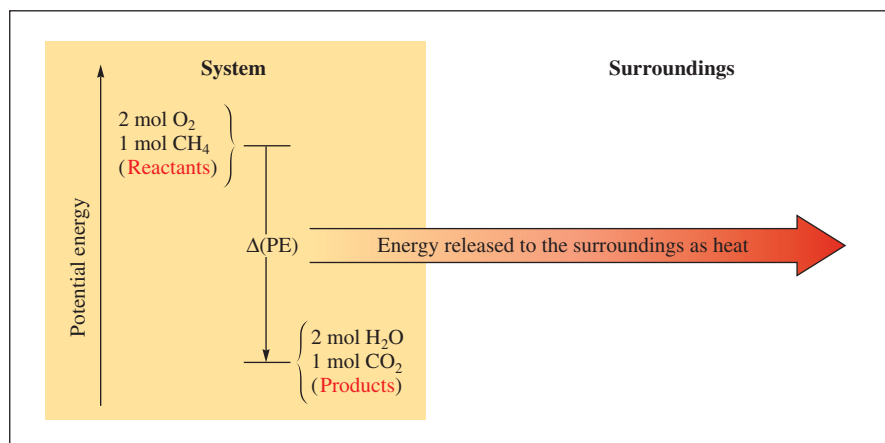 System
Surroundings
2 mol O₂
1 mol CH₄
(Reactants)
Potential energy
Δ(PE)
Energy released to the surroundings as heat
2 mol H₂O
1 mol CO₂
(Products)